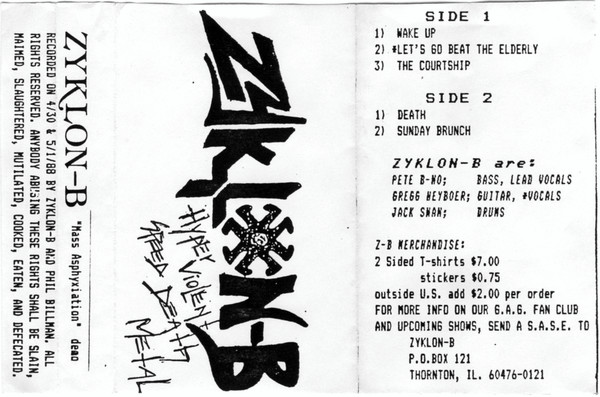 ZYKLON-B "Mass Asphyxiation" demo
RECORDED ON 4/30 & 5/1/88 BY ZYKLON-B AND PHIL BILLMAN. ALL
RIGHTS RESERVED. ANYBODY ABUSING THESE RIGHTS SHALL BE SLAIN,
MAIMED, SLAUGHTERED, MUTILATED, COOKED, EATEN, AND DEFECATED.
ZYKLON-B
HYPER VIOLENT
SPEED DEATH
METAL
SIDE 1
1) WAKE UP
2) *LET'S GO BEAT THE ELDERLY
3) THE COURTSHIP
SIDE 2
1) DEATH
2) SUNDAY BRUNCH
ZYKLON-B are:
PETE B-NO; BASS, LEAD VOCALS
GREGG HEYBOER; GUITAR, *VOCALS
JACK SWAN; DRUMS
Z-B MERCHANDISE:
2 Sided T-shirts $7.00
stickers $0.75
outside U.S. add $2.00 per order
FOR MORE INFO ON OUR G.A.G. FAN CLUB
AND UPCOMING SHOWS, SEND A S.A.S.E. TO
ZYKLON-B
P.O.BOX 121
THORNTON, IL. 60476-0121